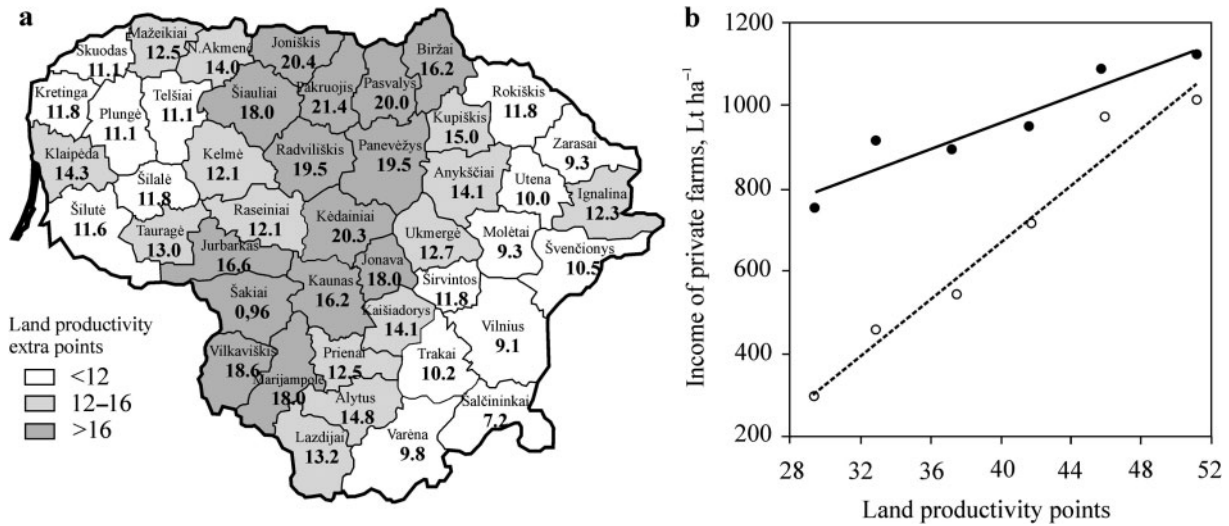 a
Skuodas
11.1
Mažeikiai
12.5
N.Akmenė
14.0
Joniškis
20.4
Biržai
16.2
Kretinga
11.8
Plungė
11.1
Telšiai
11.1
Šiauliai
18.0
Pakruojis
21.4
Pasvalys
20.0
Rokiškis
11.8
Kupiškis
15.0
Zarasai
9.3
Klaipėda
14.3
Kelmė
12.1
Radviliškis
19.5
Panevėžys
19.5
Anykščiai
14.1
Utena
10.0
Ignalina
12.3
Šilalė
11.8
Šilutė
11.6
Raseiniai
12.1
Kėdainiai
20.3
Ukmergė
12.7
Molėtai
9.3
Švenčionys
10.5
Tauragė
13.0
Jurbarkas
16.6
Jonava
18.0
Kaunas
16.2
Širvintos
11.8
Šakiai
0,96
Kaišiadorys
14.1
Vilnius
9.1
Vilkaviškis
18.6
Prienai
12.5
Trakai
10.2
Marijampolė
18.0
Alytus
14.8
Šalčininkai
7.2
Lazdijai
13.2
Varėna
9.8
Land productivity
extra points
<12
12–16
>16
b
Income of private farms, Lt ha⁻¹
1200
1000
800
600
400
200
28 32 36 40 44 48 52
Land productivity points